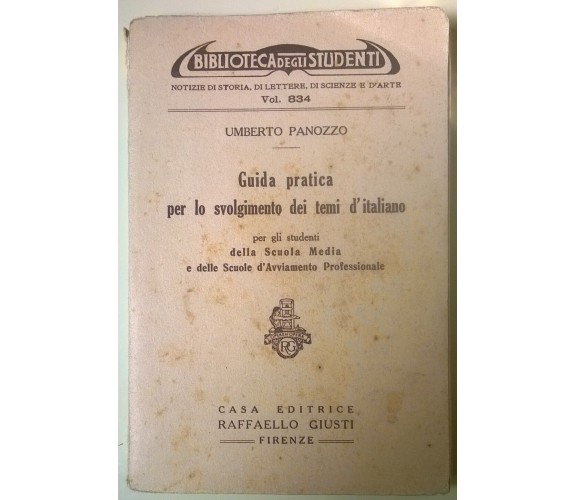 BIBLIOTECA DEGLI STUDENTI
NOTIZIE DI STORIA, DI LETTERE, DI SCIENZE E D'ARTE
Vol. 834
UMBERTO PANOZZO
Guida pratica
per lo svolgimento dei temi d'italiano
per gli studenti
della Scuola Media
e delle Scuole d'Avviamento Professionale
RG
CASA EDITRICE
RAFFAELLO GIUSTI
FIRENZE